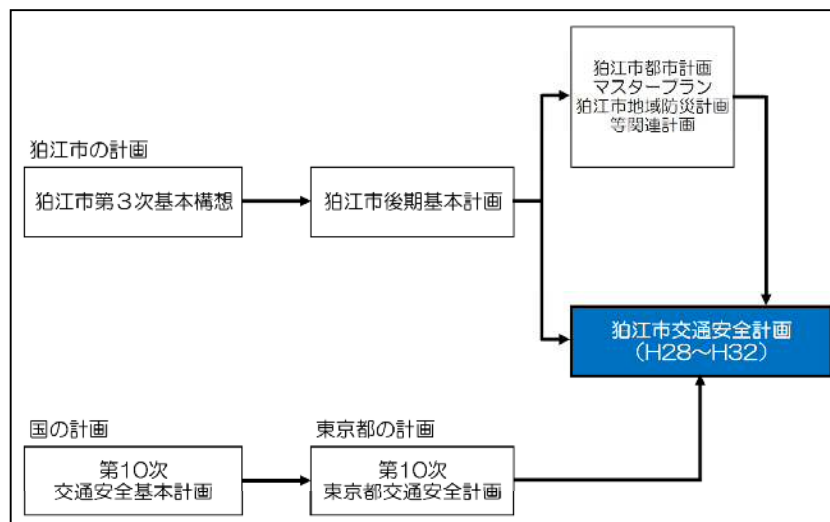 狛江市都市計画
マスタープラン
狛江市地域防災計画
等関連計画
狛江市の計画
狛江市第３次基本構想
狛江市後期基本計画
狛江市交通安全計画
（H28～H32）
国の計画
東京都の計画
第10次
交通安全基本計画
第10次
東京都交通安全計画